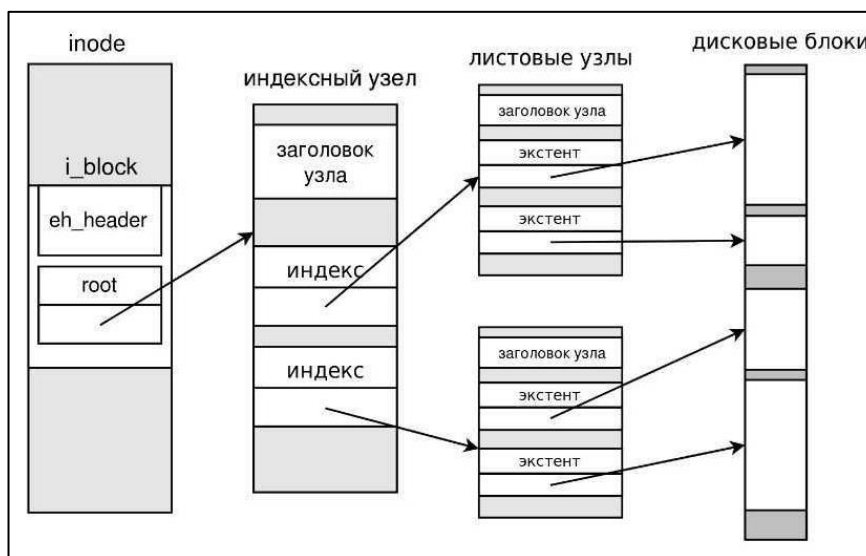 inode
i_block
eh_header
root
индексный узел
заголовок
узла
индекс
индекс
листовые узлы
заголовок узла
экстент
экстент
заголовок узла
экстент
экстент
дисковые блоки